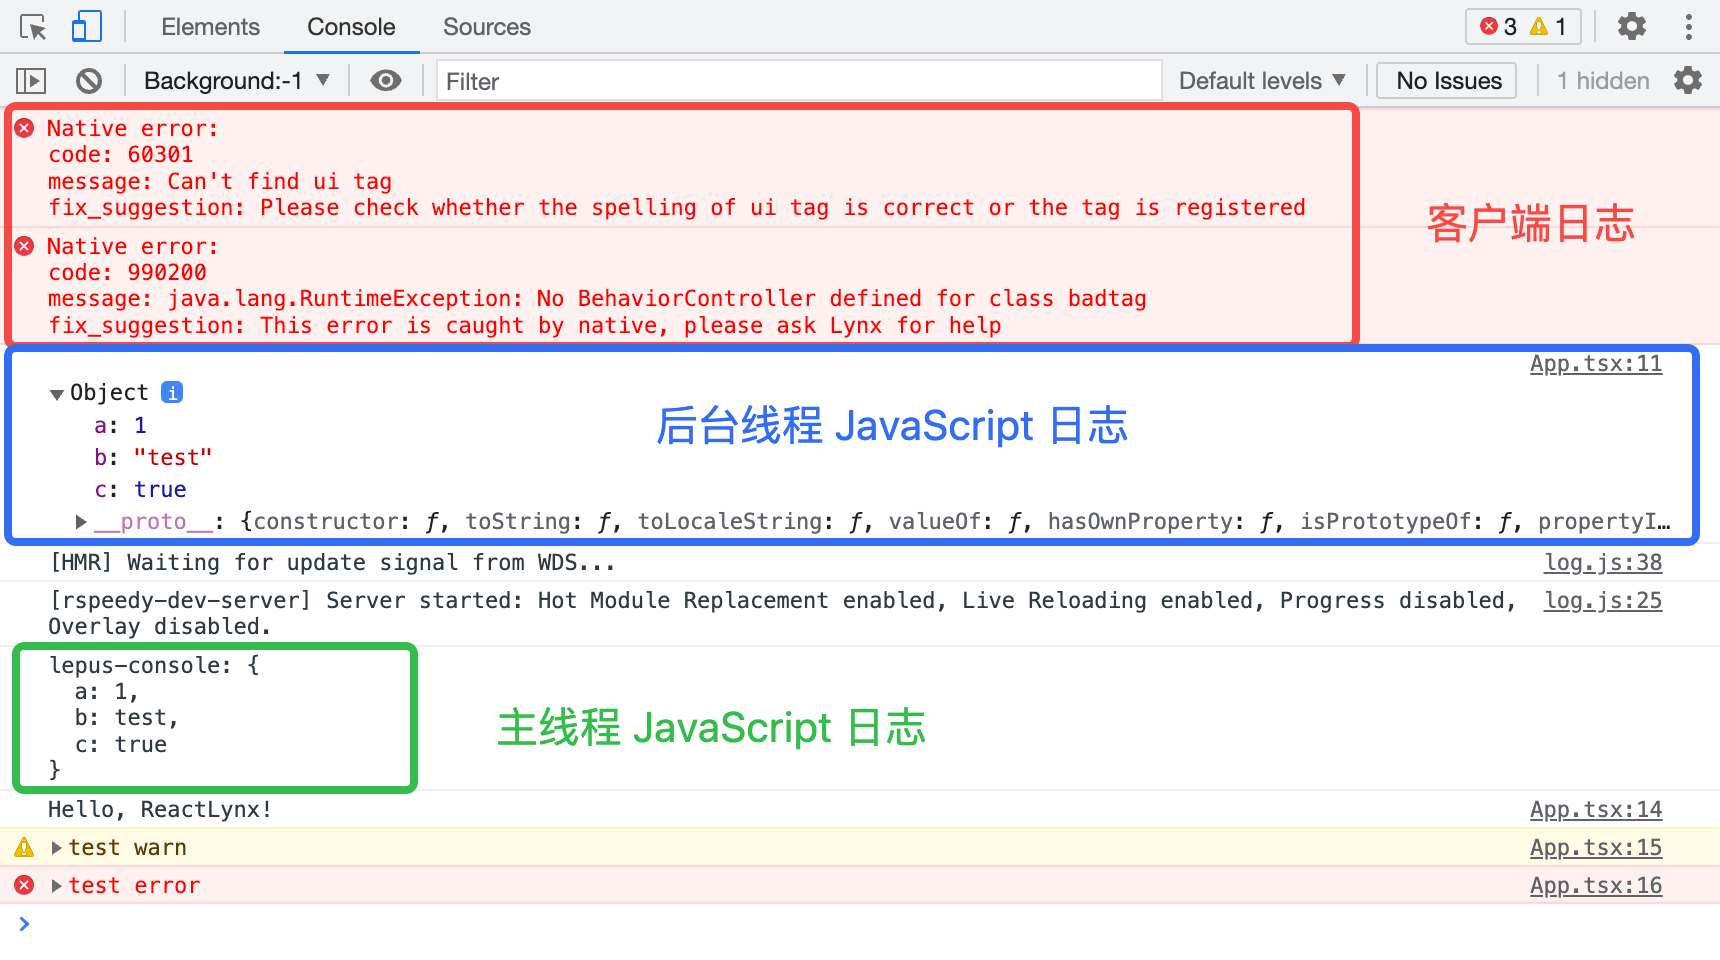 Elements Console Sources 3 1
Background:-1 Filter Default levels No Issues 1 hidden
Native error:
code: 60301
message: Can't find ui tag
fix_suggestion: Please check whether the spelling of ui tag is correct or the tag is registered
客户端日志
Native error:
code: 990200
message: java.lang.RuntimeException: No BehaviorController defined for class badtag
fix_suggestion: This error is caught by native, please ask Lynx for help
App.tsx:11
Object i
a: 1
b: "test"
c: true
后台线程 JavaScript 日志
__proto__: {constructor: ƒ, toString: ƒ, toLocaleString: ƒ, valueOf: ƒ, hasOwnProperty: ƒ, isPrototypeOf: ƒ, propertyI…
[HMR] Waiting for update signal from WDS... log.js:38
[rspeedy-dev-server] Server started: Hot Module Replacement enabled, Live Reloading enabled, Progress disabled, log.js:25
Overlay disabled.
lepus-console: {
a: 1,
b: test,
c: true
}
主线程 JavaScript 日志
Hello, ReactLynx! App.tsx:14
test warn App.tsx:15
test error App.tsx:16